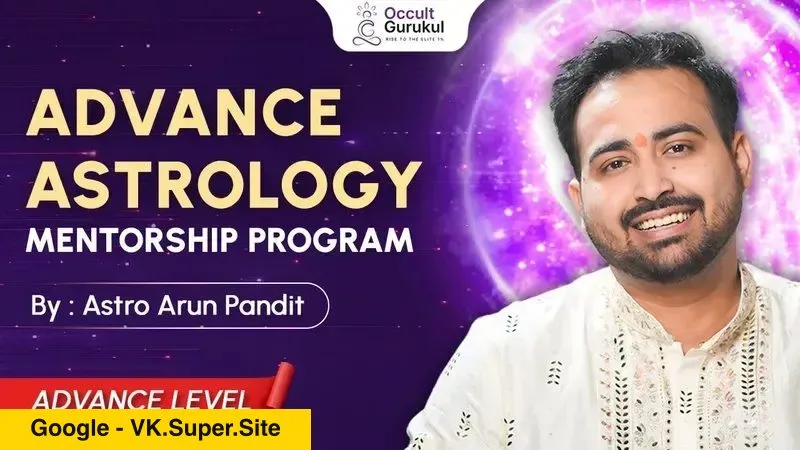 Occult
Gurukul
RISE TO THE ELITE 1%
ADVANCE
ASTROLOGY
MENTORSHIP PROGRAM
By : Astro Arun Pandit
ADVANCE LEVEL
Google - VK.Super.Site